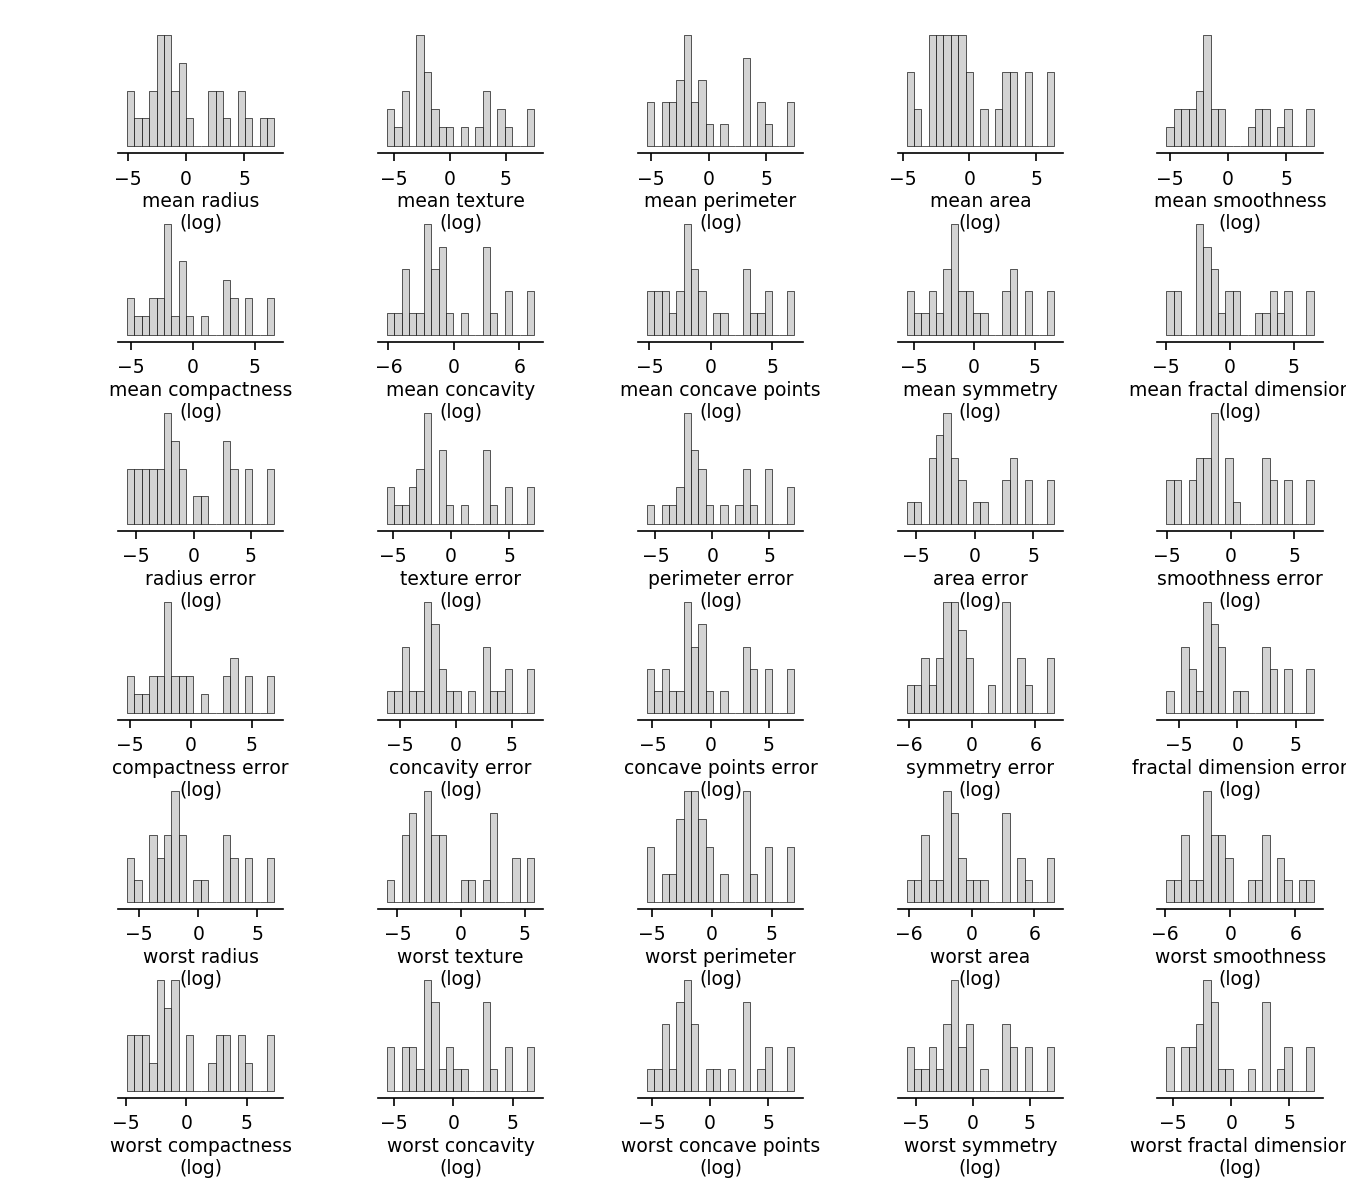 −5 0 5 −5 0 5 −5 0 5 −5 0 5 −5 0 5
mean radius mean texture mean perimeter mean area mean smoothness
(log) (log) (log) (log) (log)
−5 0 5 −6 0 6 −5 0 5 −5 0 5 −5 0 5
mean compactness mean concavity mean concave points mean symmetry mean fractal dimension
(log) (log) (log) (log) (log)
−5 0 5 −5 0 5 −5 0 5 −5 0 5 −5 0 5
radius error texture error perimeter error area error smoothness error
(log) (log) (log) (log) (log)
−5 0 5 −5 0 5 −5 0 5 −6 0 6 −5 0 5
compactness error concavity error concave points error symmetry error fractal dimension error
(log) (log) (log) (log) (log)
−5 0 5 −5 0 5 −5 0 5 −6 0 6 −6 0 6
worst radius worst texture worst perimeter worst area worst smoothness
(log) (log) (log) (log) (log)
−5 0 5 −5 0 5 −5 0 5 −5 0 5 −5 0 5
worst compactness worst concavity worst concave points worst symmetry worst fractal dimension
(log) (log) (log) (log) (log)